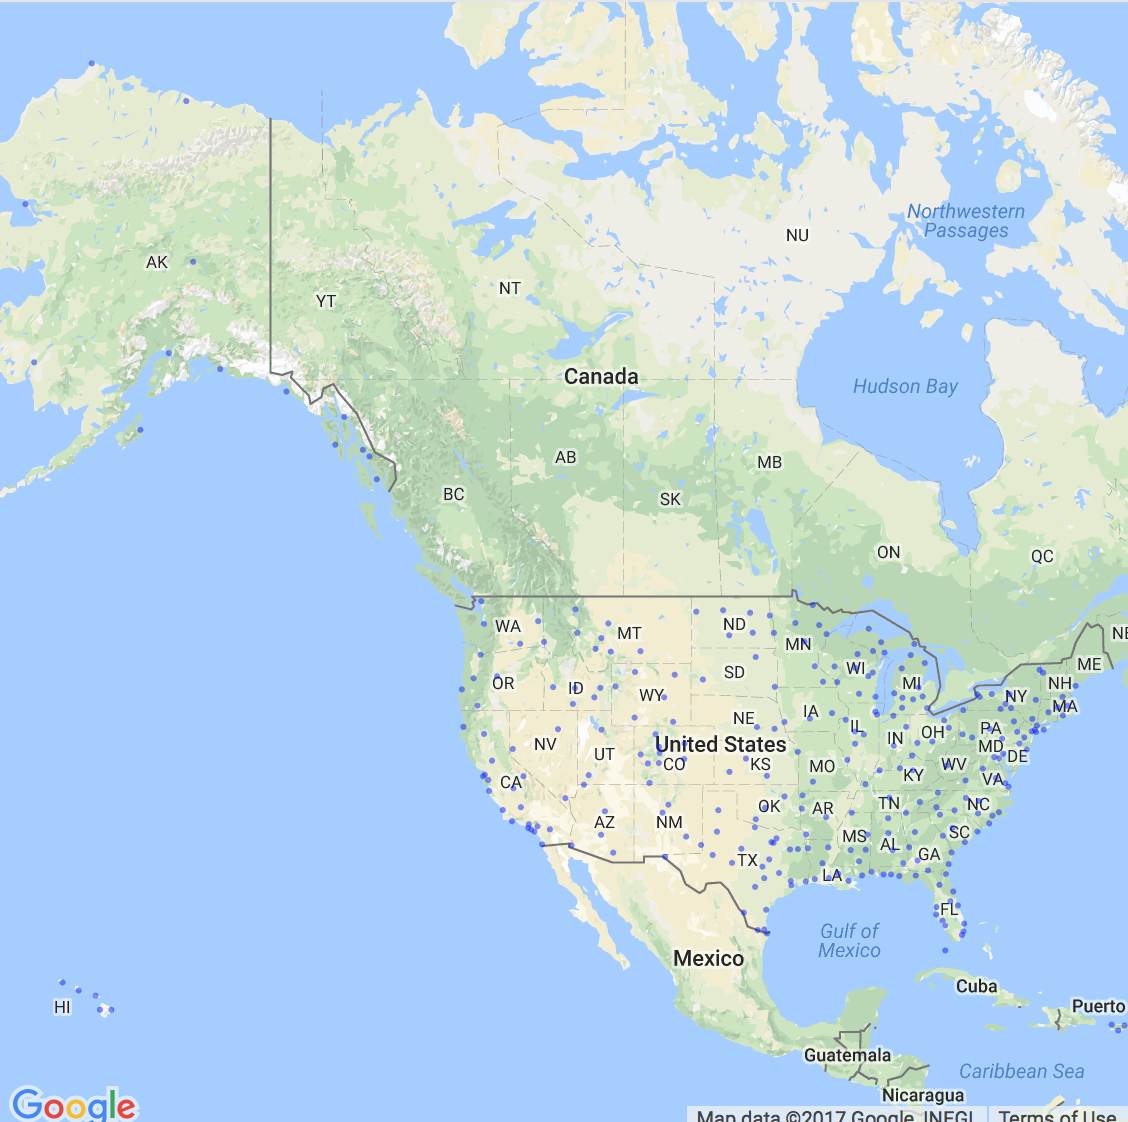 NU
Northwestern
Passages
AK
NT
YT
Canada
Hudson Bay
AB
MB
BC
SK
ON
QC
WA
ND
MT
MN
NB
ME
WI
SD
OR
ID
MI
NH
WY
NY
MA
IA
NE
IL
PA
OH
IN
NV
United States
MD
UT
DE
CO
KS
MO
WV
CA
KY
VA
OK
AR
TN
NC
AZ
NM
MS
SC
AL
GA
TX
LA
FL
Gulf of
Mexico
Mexico
Cuba
HI
Puerto
Guatemala
Caribbean Sea
Nicaragua
Google
Map data ©2017 Google, INEGI
Terms of Use